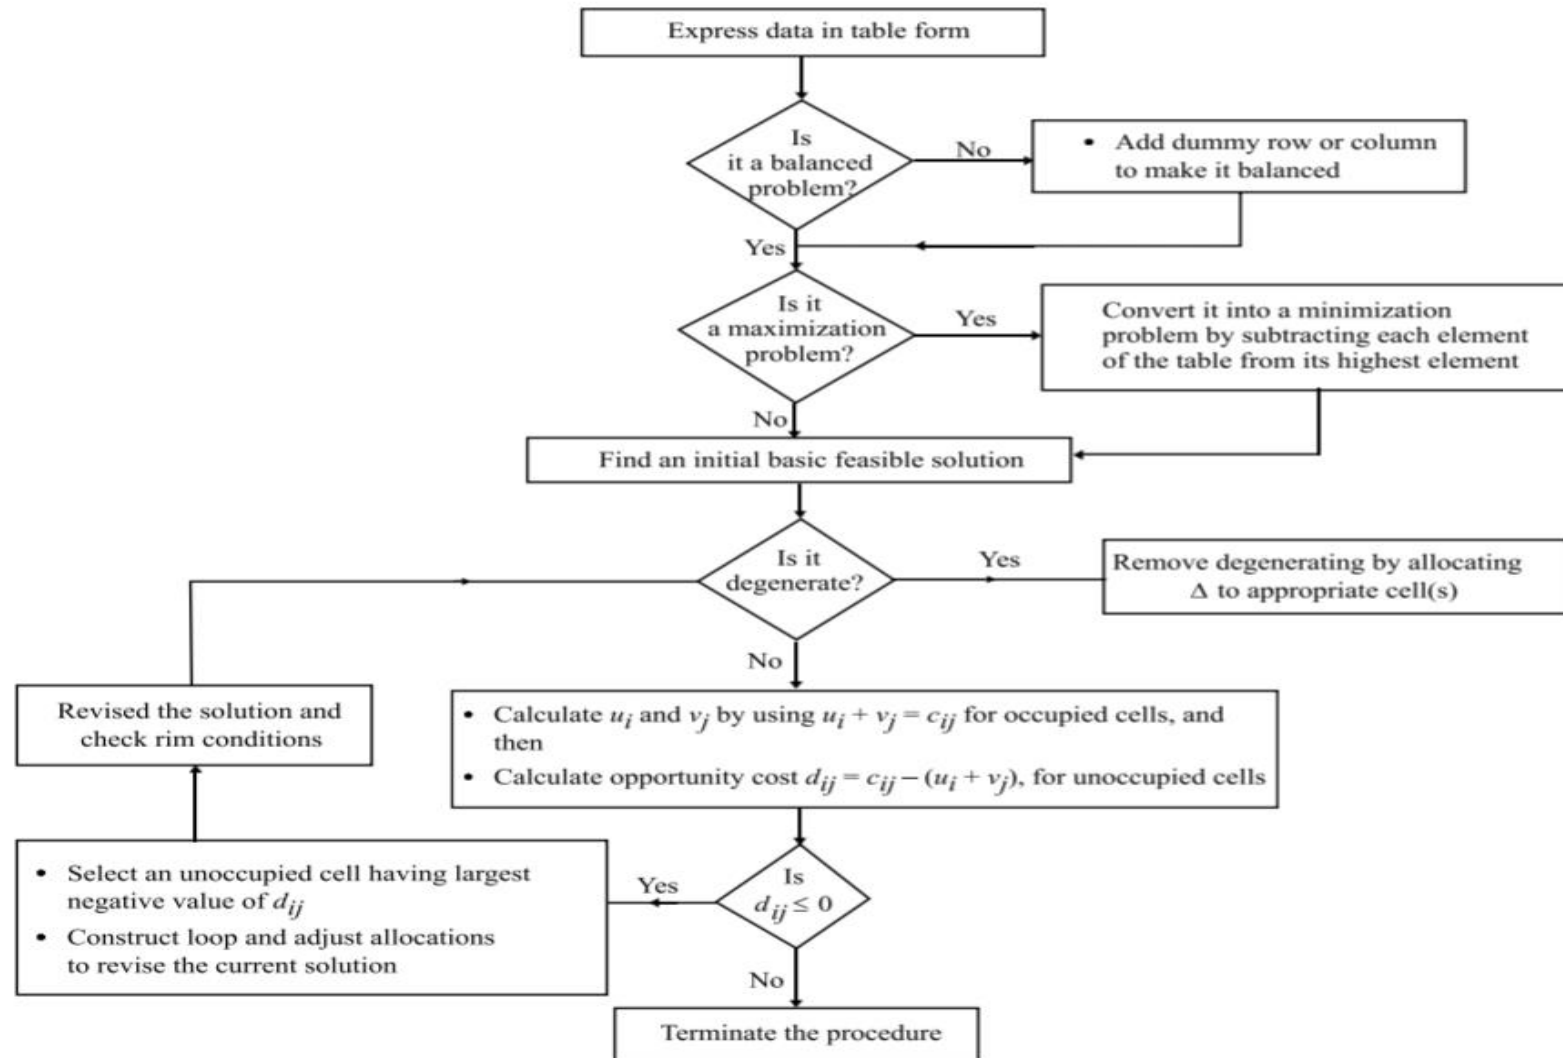 Express data in table form
Is
it a balanced
problem?
No
• Add dummy row or column
to make it balanced
Yes
Is it
a maximization
problem?
Yes
Convert it into a minimization
problem by subtracting each element
of the table from its highest element
No
Find an initial basic feasible solution
Is it
degenerate?
Yes
Remove degenerating by allocating
Δ to appropriate cell(s)
No
Revised the solution and
check rim conditions
• Calculate u_i and v_j by using u_i + v_j = c_ij for occupied cells, and
then
• Calculate opportunity cost d_ij = c_ij – (u_i + v_j), for unoccupied cells
Is
d_ij ≤ 0
Yes
• Select an unoccupied cell having largest
negative value of d_ij
• Construct loop and adjust allocations
to revise the current solution
No
Terminate the procedure